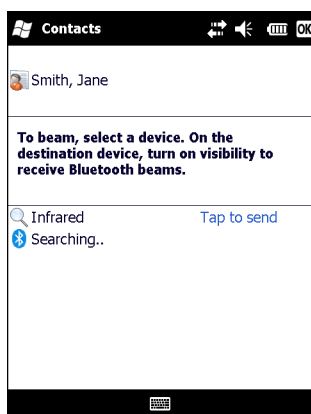 Contacts
OK
Smith, Jane
To beam, select a device. On the
destination device, turn on visibility to
receive Bluetooth beams.
Infrared Tap to send
Searching..